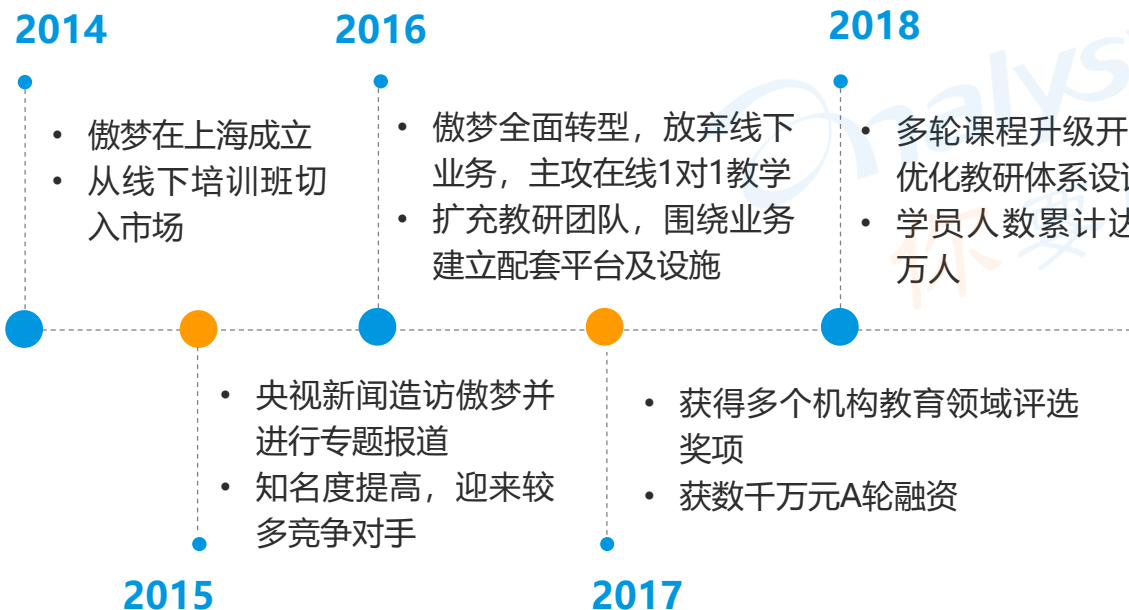 2014
2016
2018
• 傲梦在上海成立
• 从线下培训班切
入市场
• 傲梦全面转型，放弃线下
业务，主攻在线1对1教学
• 扩充教研团队，围绕业务
建立配套平台及设施
• 多轮课程升级开
优化教研体系设
• 学员人数累计达
万人
• 央视新闻造访傲梦并
进行专题报道
• 知名度提高，迎来较
多竞争对手
• 获得多个机构教育领域评选
奖项
• 获数千万元A轮融资
2015
2017
nalys
你要